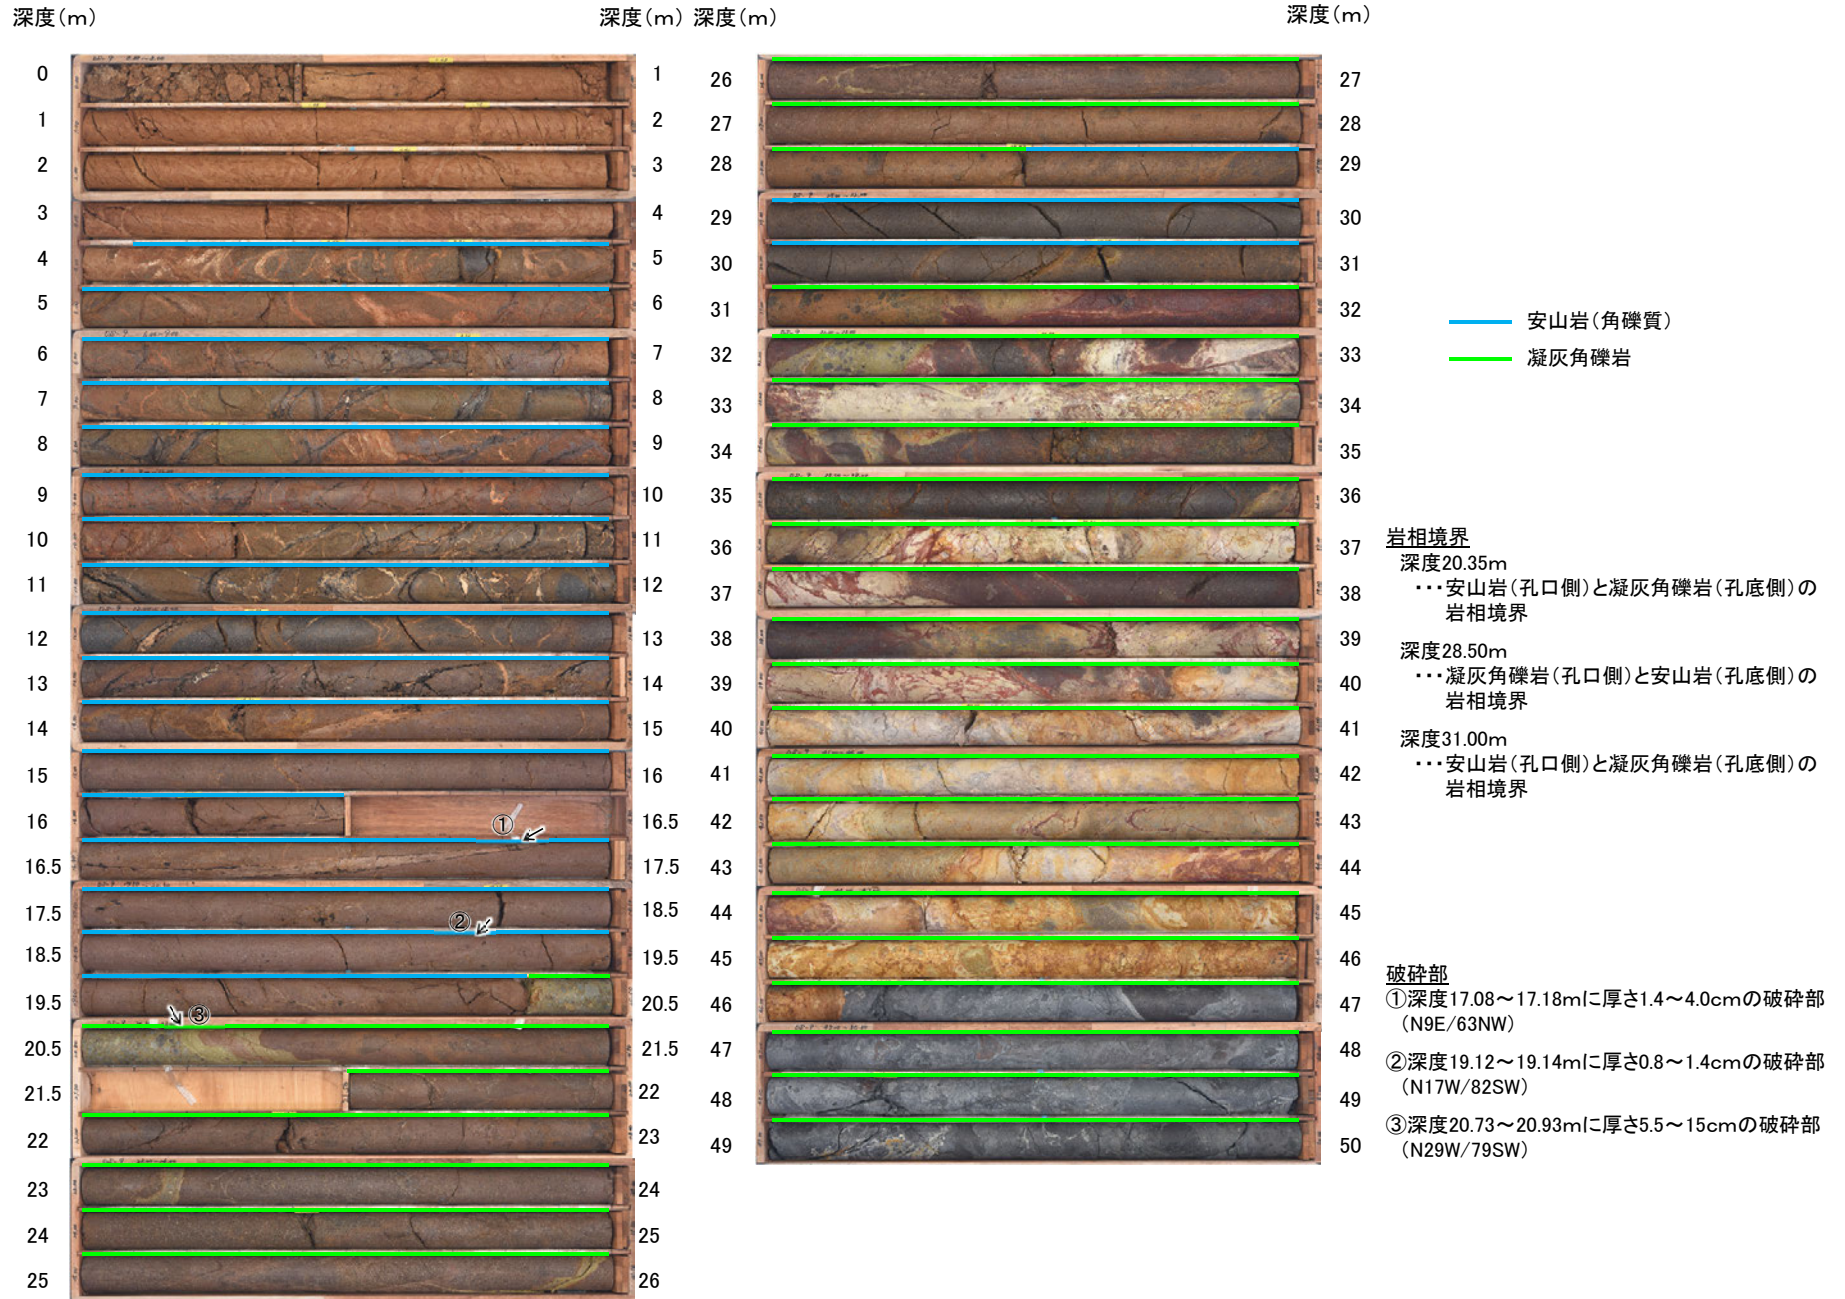 深度(m)
深度(m)
深度(m)
深度(m)
0 1
1 2
2 3
3 4
4 5
5 6
6 7
7 8
8 9
9 10
10 11
11 12
12 13
13 14
14 15
15 16
16 16.5
①
16.5 17.5
17.5 18.5
②
18.5 19.5
19.5 20.5
③
20.5 21.5
21.5 22
22 23
23 24
24 25
25 26
26 27
27 28
28 29
29 30
30 31
31 32
32 33
33 34
34 35
35 36
36 37
37 38
38 39
39 40
40 41
41 42
42 43
43 44
44 45
45 46
46 47
47 48
48 49
49 50
安山岩(角礫質)
凝灰角礫岩
岩相境界
深度20.35m
・・・安山岩(孔口側)と凝灰角礫岩(孔底側)の
岩相境界
深度28.50m
・・・凝灰角礫岩(孔口側)と安山岩(孔底側)の
岩相境界
深度31.00m
・・・安山岩(孔口側)と凝灰角礫岩(孔底側)の
岩相境界
破砕部
①深度17.08～17.18mに厚さ1.4～4.0cmの破砕部
(N9E/63NW)
②深度19.12～19.14mに厚さ0.8～1.4cmの破砕部
(N17W/82SW)
③深度20.73～20.93mに厚さ5.5～15cmの破砕部
(N29W/79SW)